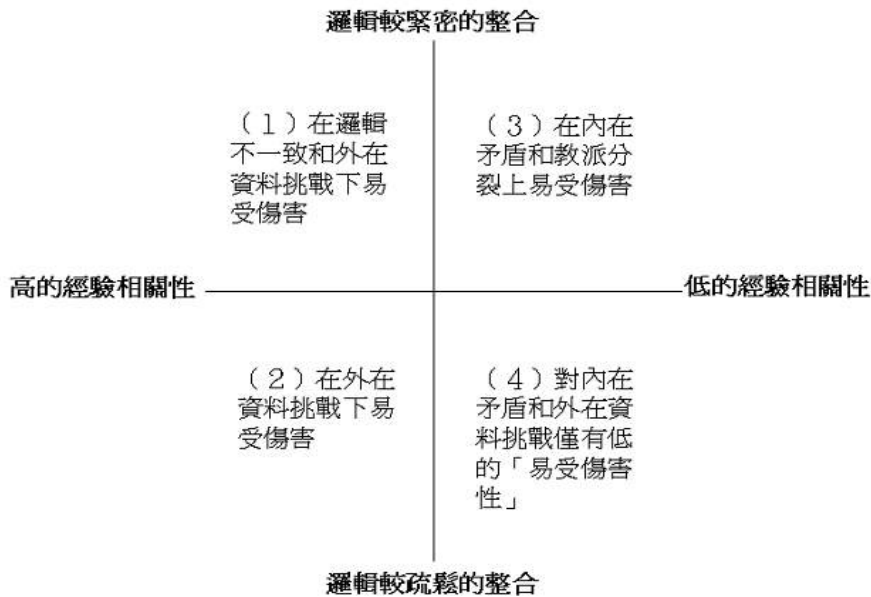 邏輯較緊密的整合
（１）在邏輯
不一致和外在
資料挑戰下易
受傷害
（３）在內在
矛盾和教派分
裂上易受傷害
高的經驗相關性
低的經驗相關性
（２）在外在
資料挑戰下易
受傷害
（４）對內在
矛盾和外在資
料挑戰僅有低
的「易受傷害
性」
邏輯較疏鬆的整合